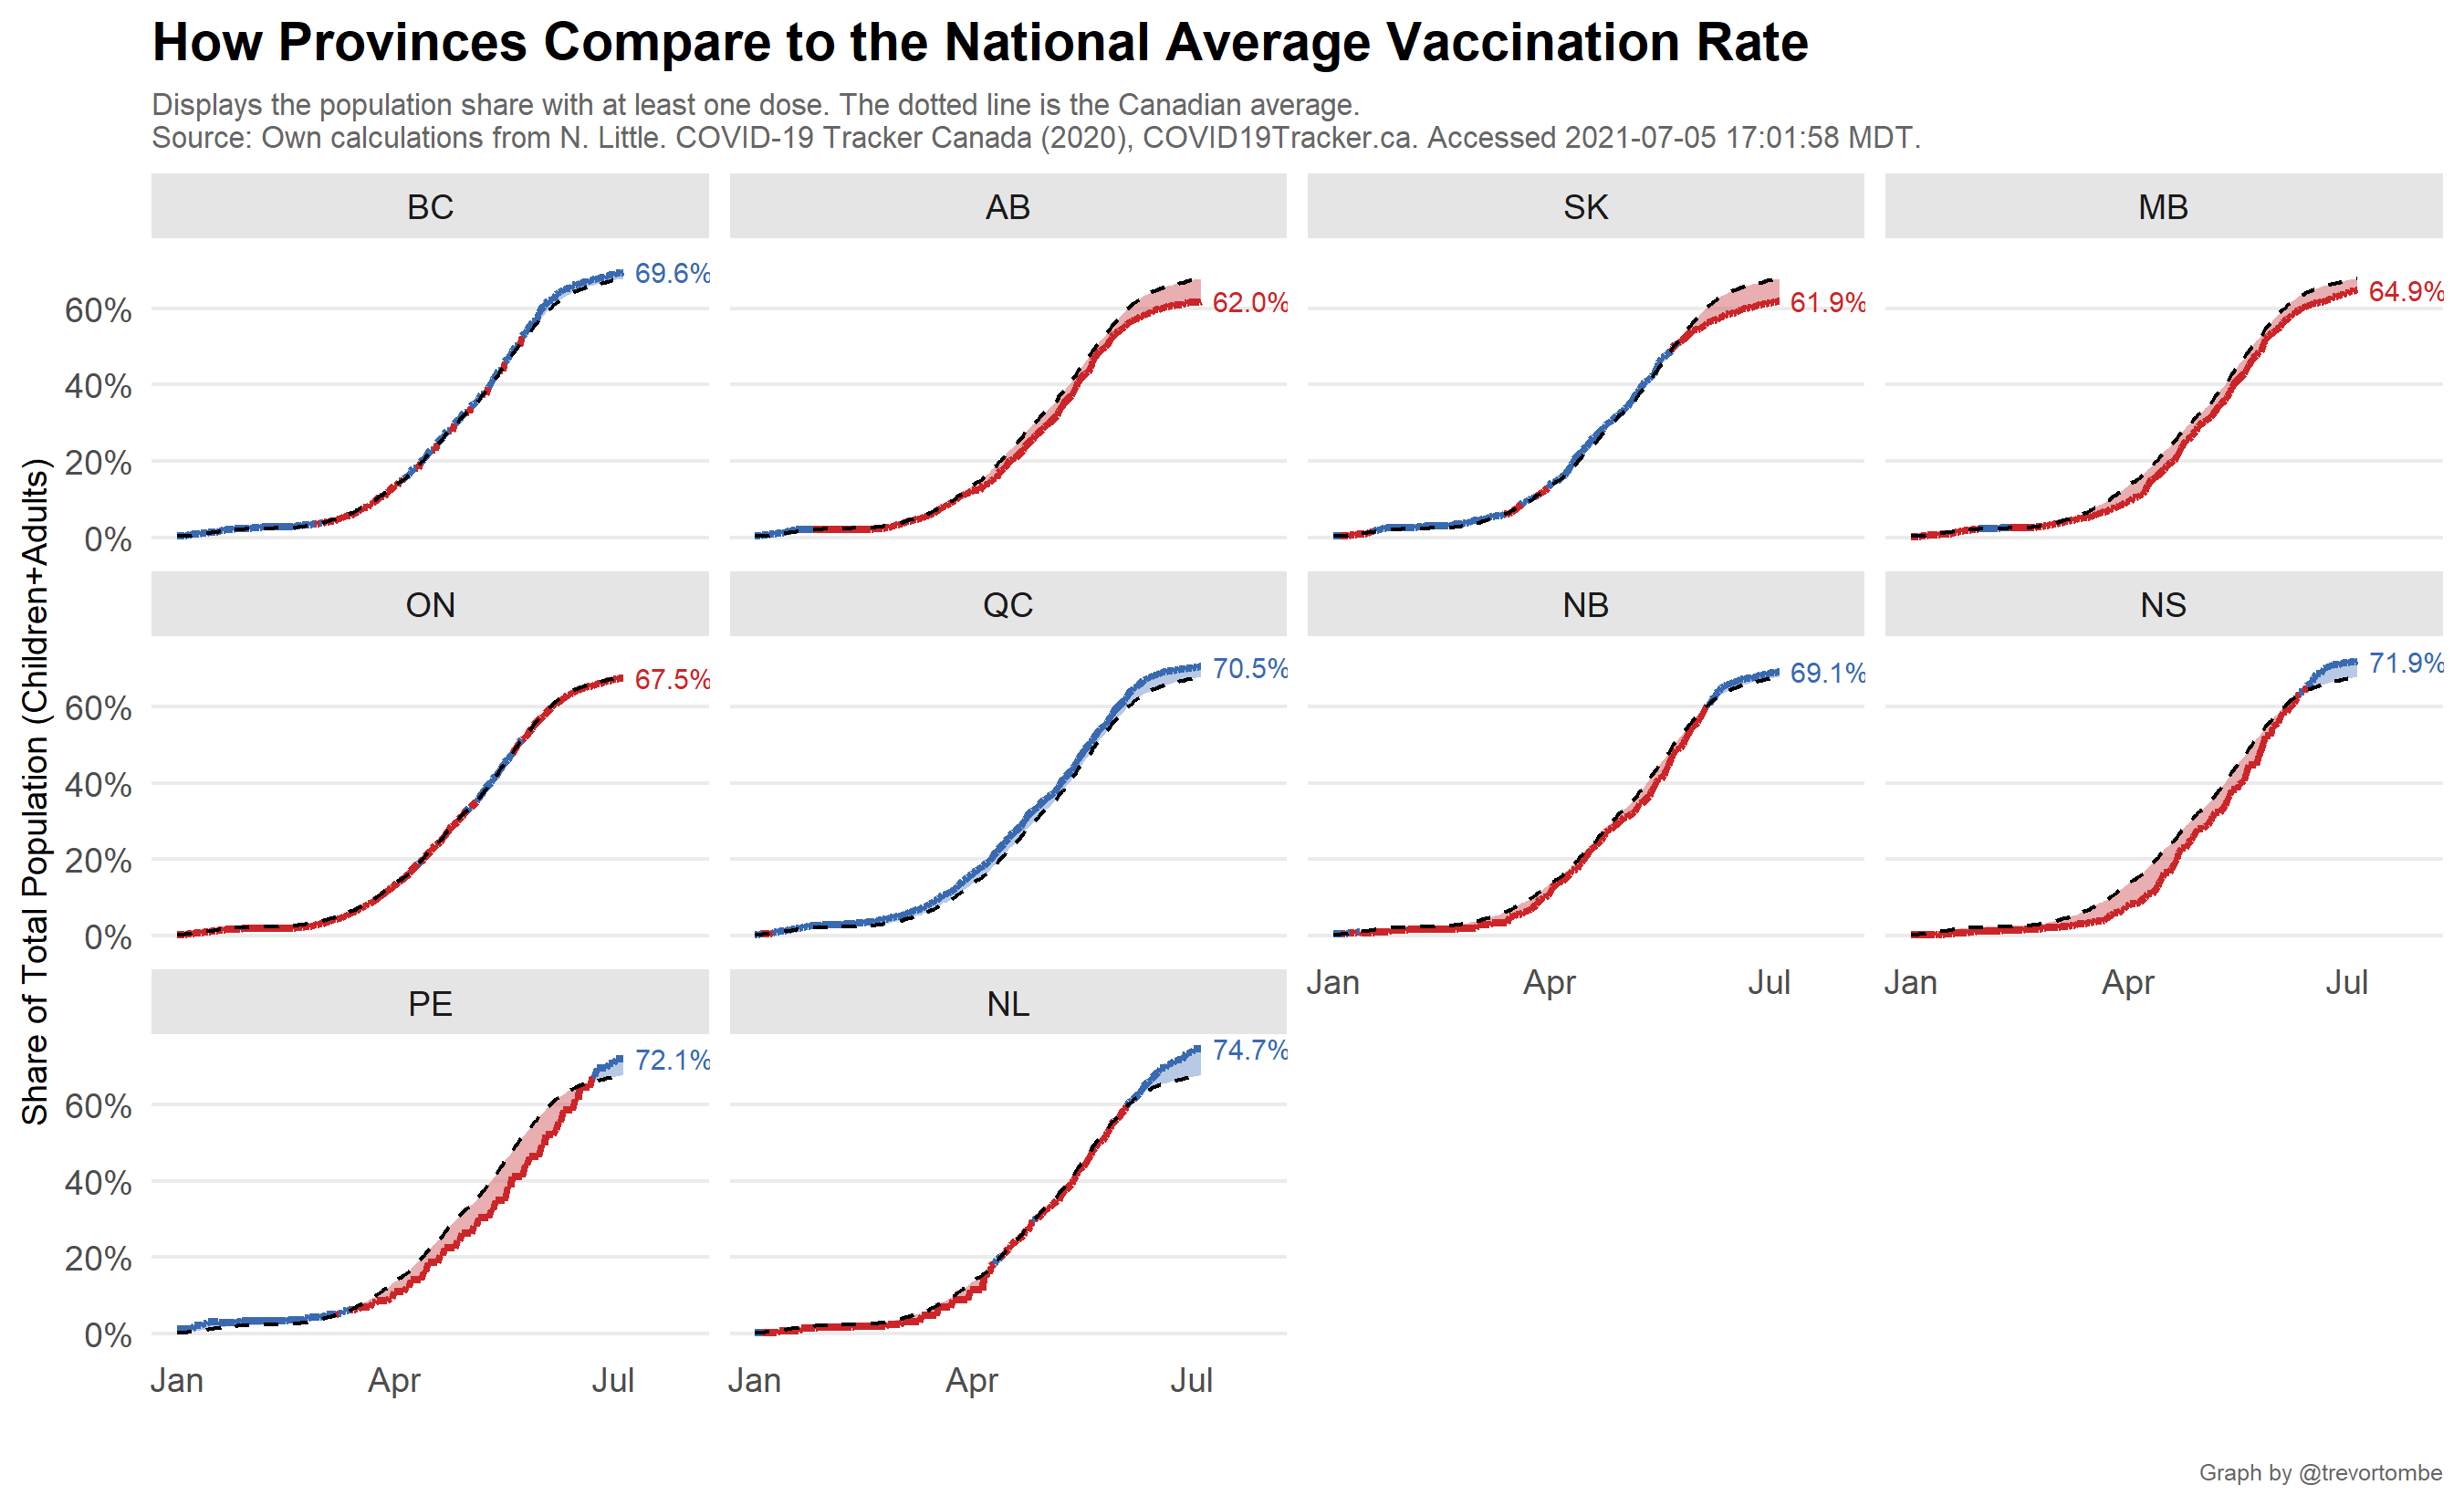 How Provinces Compare to the National Average Vaccination Rate
Displays the population share with at least one dose. The dotted line is the Canadian average.
Source: Own calculations from N. Little. COVID-19 Tracker Canada (2020), COVID19Tracker.ca. Accessed 2021-07-05 17:01:58 MDT.
Share of Total Population (Children+Adults)
BC
AB
SK
MB
69.6%
62.0%
61.9%
64.9%
60%
40%
20%
0%
ON
QC
NB
NS
67.5%
70.5%
69.1%
71.9%
60%
40%
20%
0%
Jan Apr Jul
Jan Apr Jul
PE
NL
72.1%
74.7%
60%
40%
20%
0%
Jan Apr Jul
Jan Apr Jul
Graph by @trevortombe